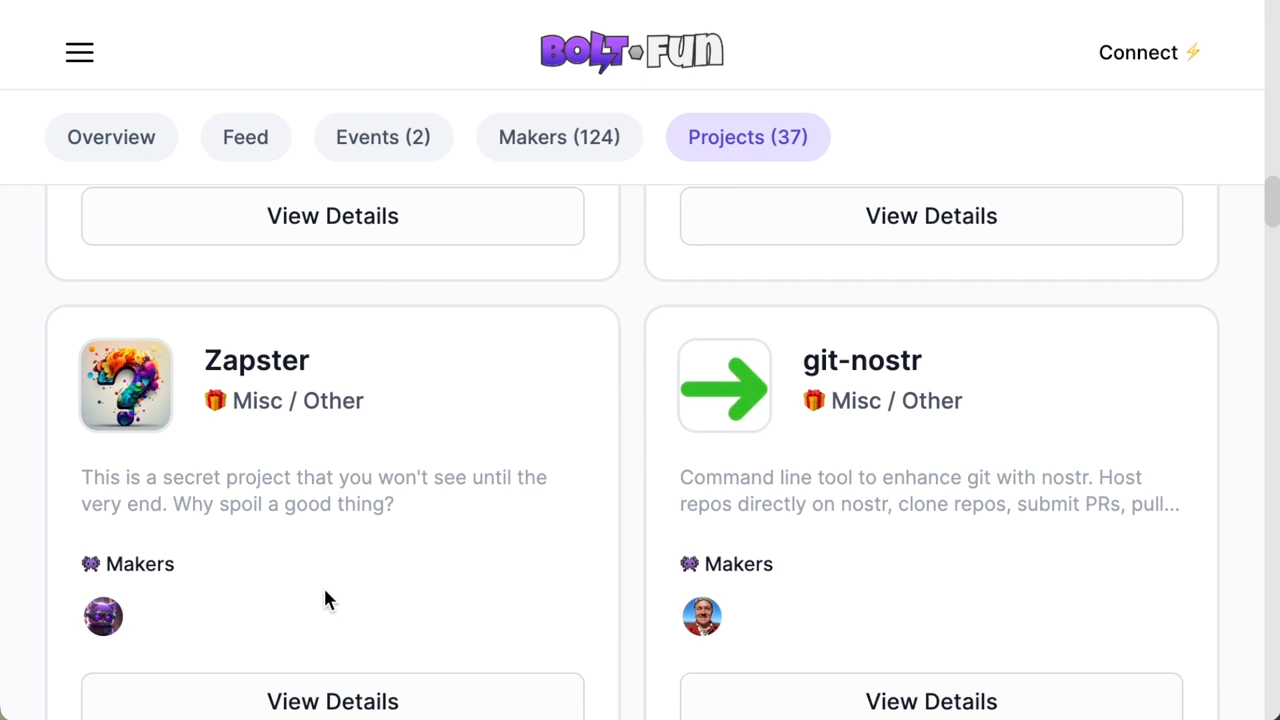 BOLT FUN
Connect ⚡
Overview
Feed
Events (2)
Makers (124)
Projects (37)
View Details
View Details
Zapster
🎁 Misc / Other
This is a secret project that you won't see until the
very end. Why spoil a good thing?
👾 Makers
View Details
git-nostr
🎁 Misc / Other
Command line tool to enhance git with nostr. Host
repos directly on nostr, clone repos, submit PRs, pull...
👾 Makers
View Details